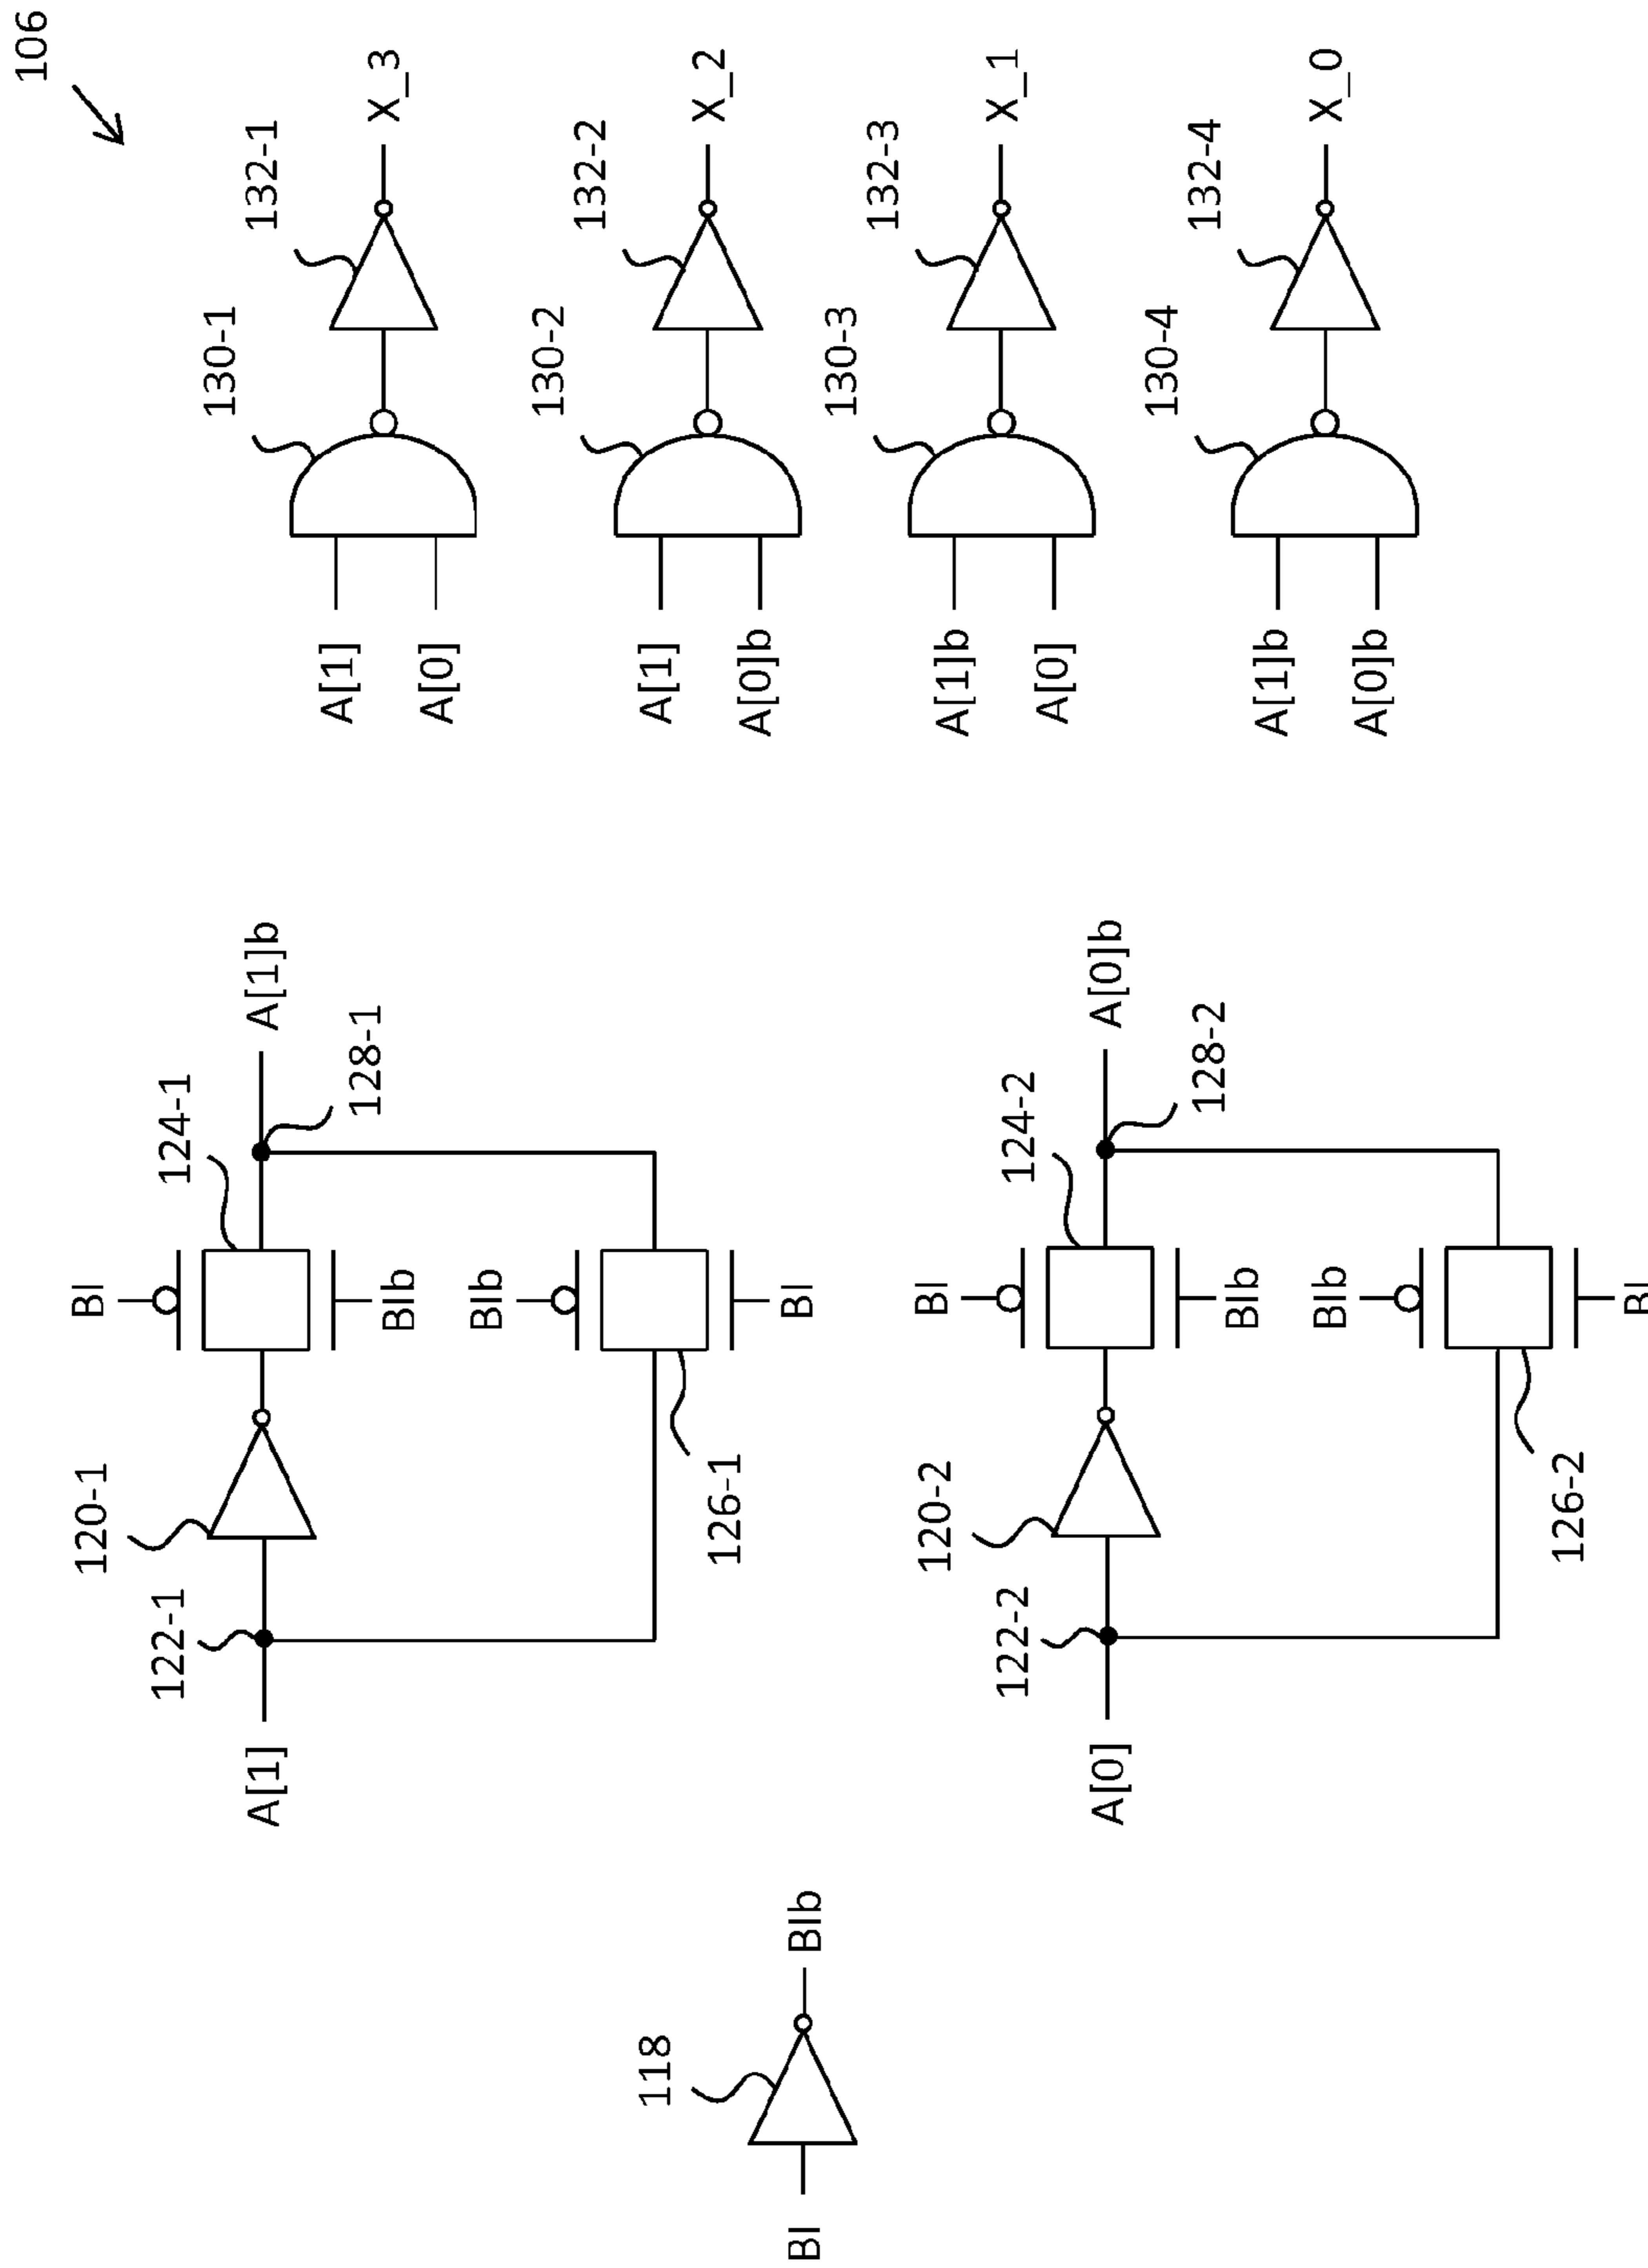 106
BI
118
BIb
A[1]
122-1
120-1
BI
124-1
BIb
128-1
A[1]b
BIb
126-1
BI
A[0]
122-2
120-2
BI
124-2
BIb
128-2
A[0]b
BIb
126-2
BI
A[1]
A[0]
130-1
132-1
X_3
A[1]
A[0]b
130-2
132-2
X_2
A[1]b
A[0]
130-3
132-3
X_1
A[1]b
A[0]b
130-4
132-4
X_0